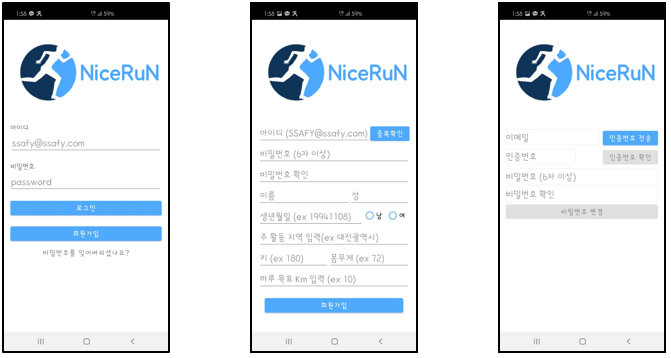 1:58
59%
NiceRuN
아이디
ssafy@ssafy.com
비밀번호
password
로그인
회원가입
비밀번호를 잊어버리셨나요?
1:58
59%
NiceRuN
아이디 (SSAFY@ssafy.com)
중복확인
비밀번호 (6자 이상)
비밀번호 확인
이름
성
생년월일 (ex 19941108)
남
여
주 활동 지역 입력(ex 대전광역시)
키 (ex 180)
몸무게 (ex 72)
하루 목표 Km 입력 (ex 10)
회원가입
1:58
59%
NiceRuN
이메일
인증번호 전송
인증번호
인증번호 확인
비밀번호 (6자 이상)
비밀번호 확인
비밀번호 변경